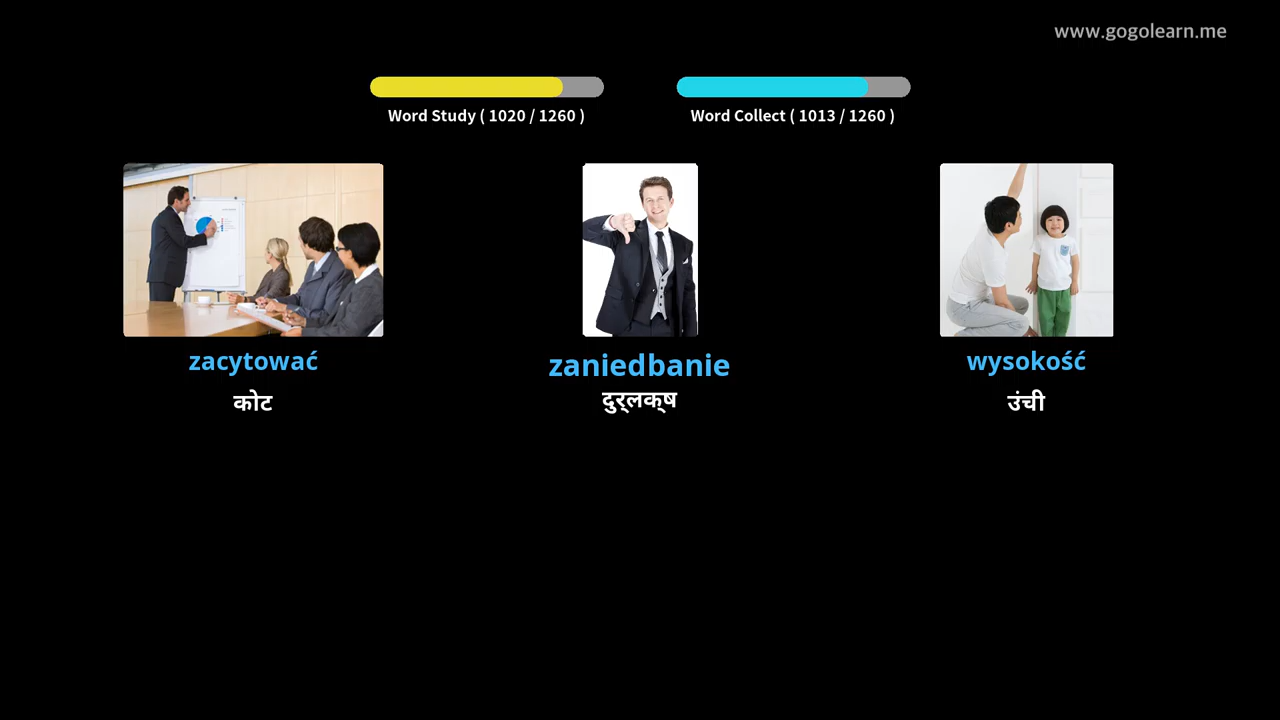 www.gogolearn.me
Word Study ( 1020 / 1260 )
Word Collect ( 1013 / 1260 )
zacytować
zaniedbanie
wysokość
कोट
दुर्‌लक्‌ष
उंची